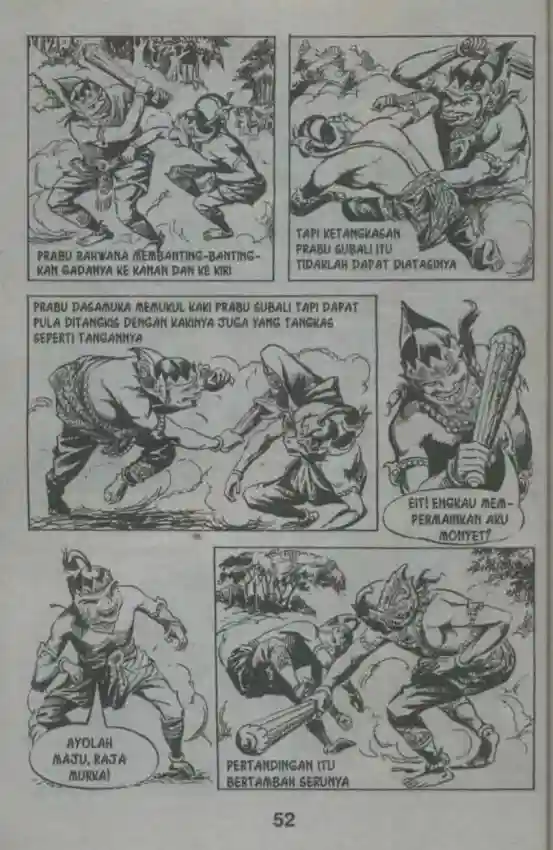 PRABU RAHWANA MEMBANTING-BANTING-
KAN GADANYA KE KANAN DAN KE KIRI
TAPI KETANGKASAN
PRABU SUBALI ITU
TIDAKLAH DAPAT DIATASINYA
PRABU DASAMUKA MEMUKUL KAKI PRABU SUBALI TAPI DAPAT
PULA DITANGKIS DENGAN KAKINYA JUGA YANG TANGKAS
SEPERTI TANGANNYA
EIT! ENGKAU MEM-
PERMAINKAN AKU
MONYET?
AYOLAH
MAJU, RAJA
MURKA!
PERTANDINGAN ITU
BERTAMBAH SERUNYA
52